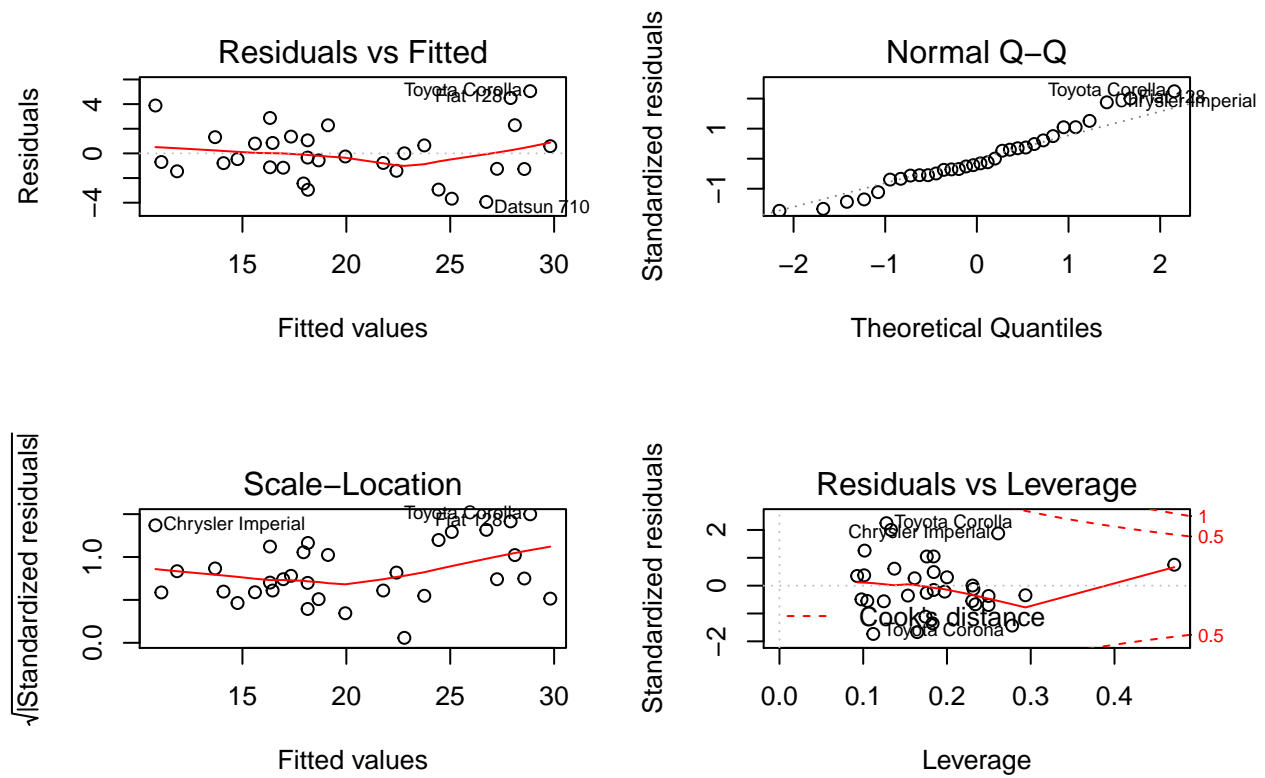 Residuals vs Fitted
Residuals
4
0
−4
Toyota Corolla
Fiat 128
Datsun 710
15 20 25 30
Fitted values
Normal Q−Q
Standardized residuals
1
−1
Toyota Corolla
Fiat 128
Chrysler Imperial
−2 −1 0 1 2
Theoretical Quantiles
Scale−Location
√|Standardized residuals|
1.0
0.0
Chrysler Imperial
Toyota Corolla
Fiat 128
15 20 25 30
Fitted values
Residuals vs Leverage
Standardized residuals
2
0
−2
Toyota Corolla
Chrysler Imperial
Cook's distance
Toyota Corona
1
0.5
0.5
0.0 0.1 0.2 0.3 0.4
Leverage